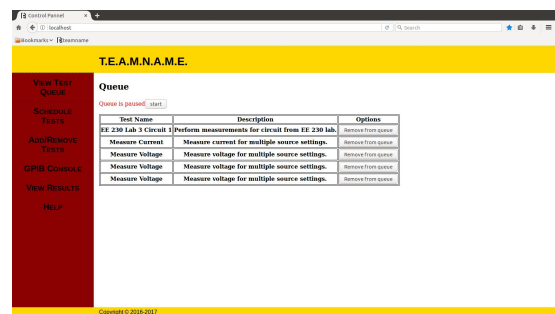 Control Pannel × +
localhost
Search
Bookmarks teamname
T.E.A.M.N.A.M.E.
View Test Queue
Schedule Tests
Add/Remove Tests
GPIB Console
View Results
Help
Queue
Queue is paused start
Test Name Description Options
EE 230 Lab 3 Circuit 1 Perform measurements for circuit from EE 230 lab. Remove from queue
Measure Current Measure current for multiple source settings. Remove from queue
Measure Voltage Measure voltage for multiple source settings. Remove from queue
Measure Voltage Measure voltage for multiple source settings. Remove from queue
Measure Voltage Measure voltage for multiple source settings. Remove from queue
Copyright © 2016-2017